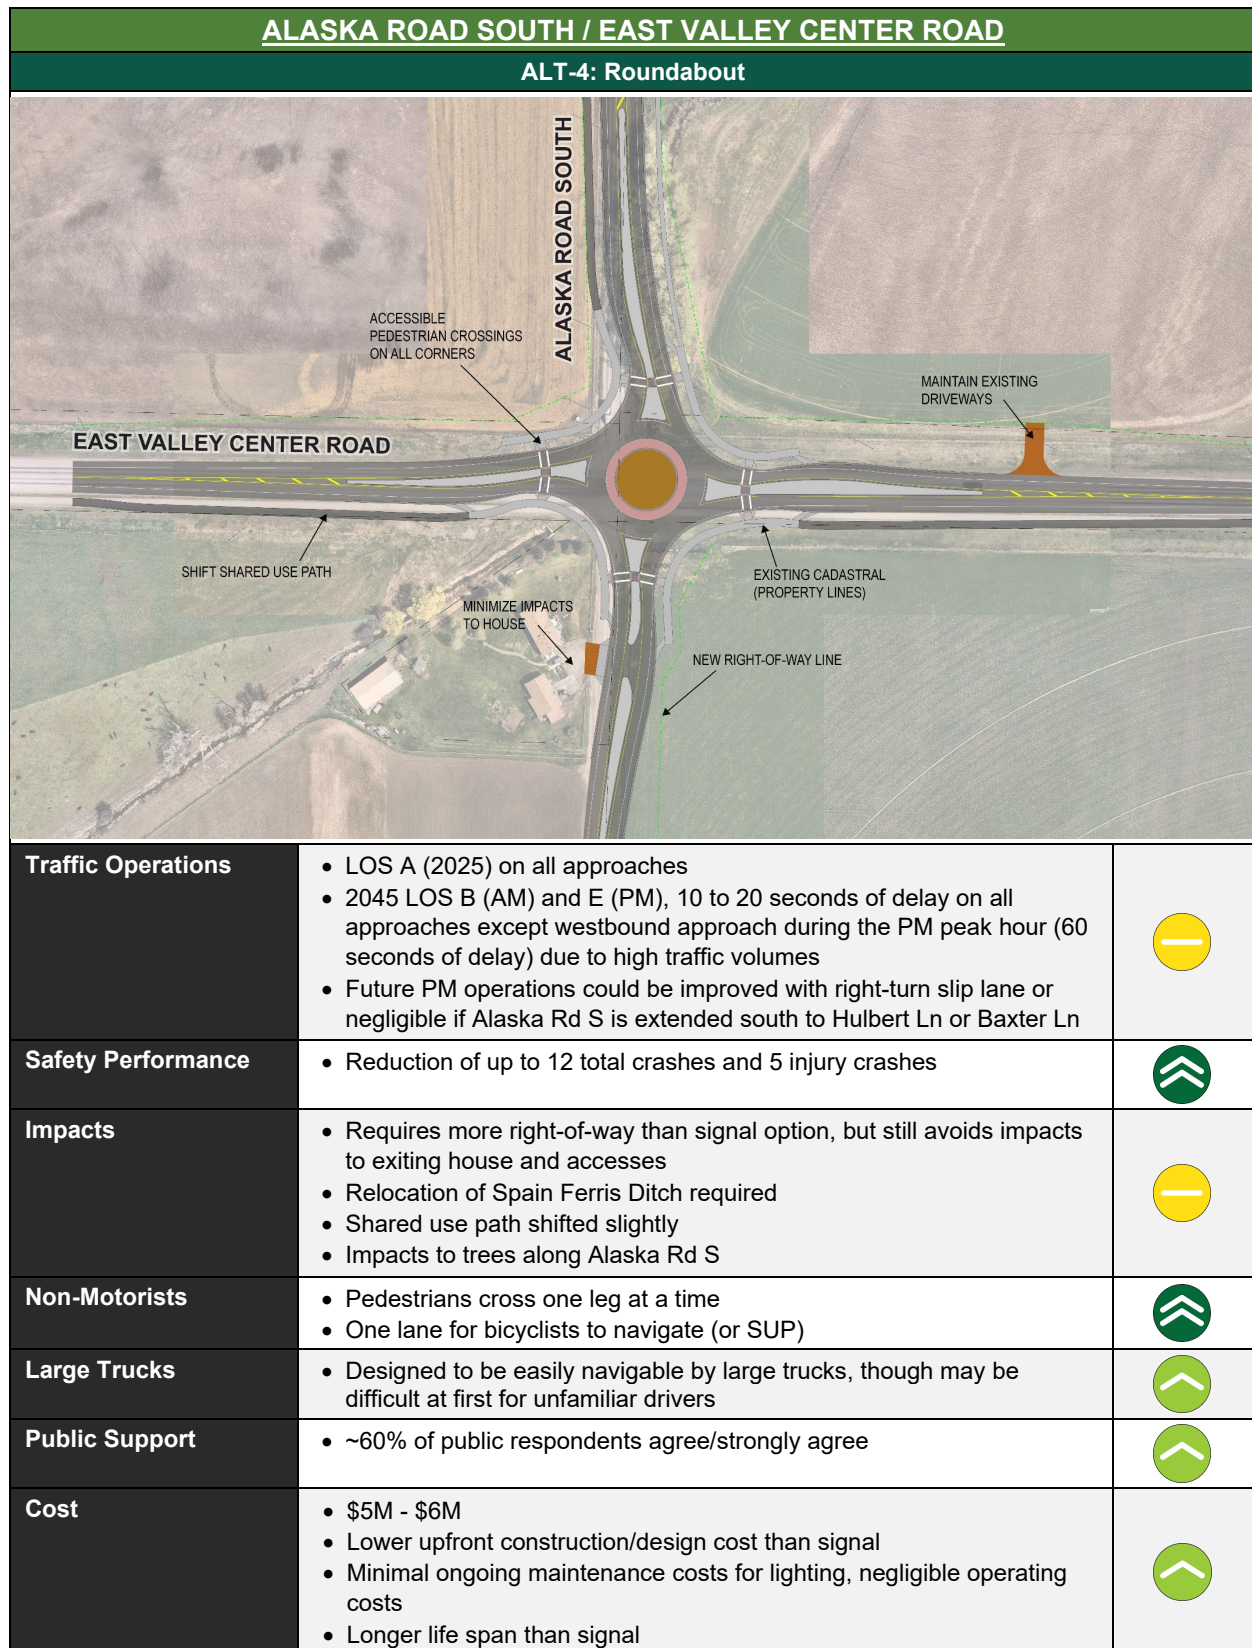 ALASKA ROAD SOUTH / EAST VALLEY CENTER ROAD
ALT-4: Roundabout
ALASKA ROAD SOUTH
ACCESSIBLE
PEDESTRIAN CROSSINGS
ON ALL CORNERS
MAINTAIN EXISTING
DRIVEWAYS
EAST VALLEY CENTER ROAD
SHIFT SHARED USE PATH
EXISTING CADASTRAL
(PROPERTY LINES)
MINIMIZE IMPACTS
TO HOUSE
NEW RIGHT-OF-WAY LINE
Traffic Operations
• LOS A (2025) on all approaches
• 2045 LOS B (AM) and E (PM), 10 to 20 seconds of delay on all
approaches except westbound approach during the PM peak hour (60
seconds of delay) due to high traffic volumes
• Future PM operations could be improved with right-turn slip lane or
negligible if Alaska Rd S is extended south to Hulbert Ln or Baxter Ln
Safety Performance
• Reduction of up to 12 total crashes and 5 injury crashes
Impacts
• Requires more right-of-way than signal option, but still avoids impacts
to exiting house and accesses
• Relocation of Spain Ferris Ditch required
• Shared use path shifted slightly
• Impacts to trees along Alaska Rd S
Non-Motorists
• Pedestrians cross one leg at a time
• One lane for bicyclists to navigate (or SUP)
Large Trucks
• Designed to be easily navigable by large trucks, though may be
difficult at first for unfamiliar drivers
Public Support
• ~60% of public respondents agree/strongly agree
Cost
• $5M - $6M
• Lower upfront construction/design cost than signal
• Minimal ongoing maintenance costs for lighting, negligible operating
costs
• Longer life span than signal